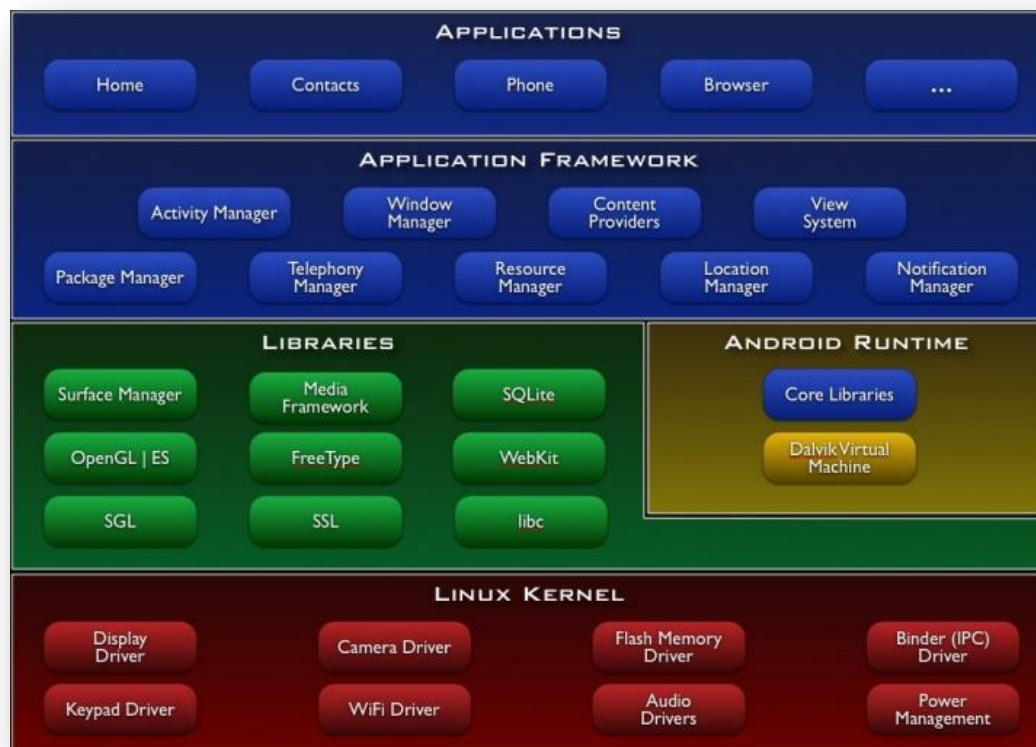 APPLICATIONS
Home
Contacts
Phone
Browser
...
APPLICATION FRAMEWORK
Activity Manager
Window
Manager
Content
Providers
View
System
Package Manager
Telephony
Manager
Resource
Manager
Location
Manager
Notification
Manager
LIBRARIES
Surface Manager
Media
Framework
SQLite
OpenGL | ES
FreeType
WebKit
SGL
SSL
libc
ANDROID RUNTIME
Core Libraries
Dalvik Virtual
Machine
LINUX KERNEL
Display
Driver
Camera Driver
Flash Memory
Driver
Binder (IPC)
Driver
Keypad Driver
WiFi Driver
Audio
Drivers
Power
Management